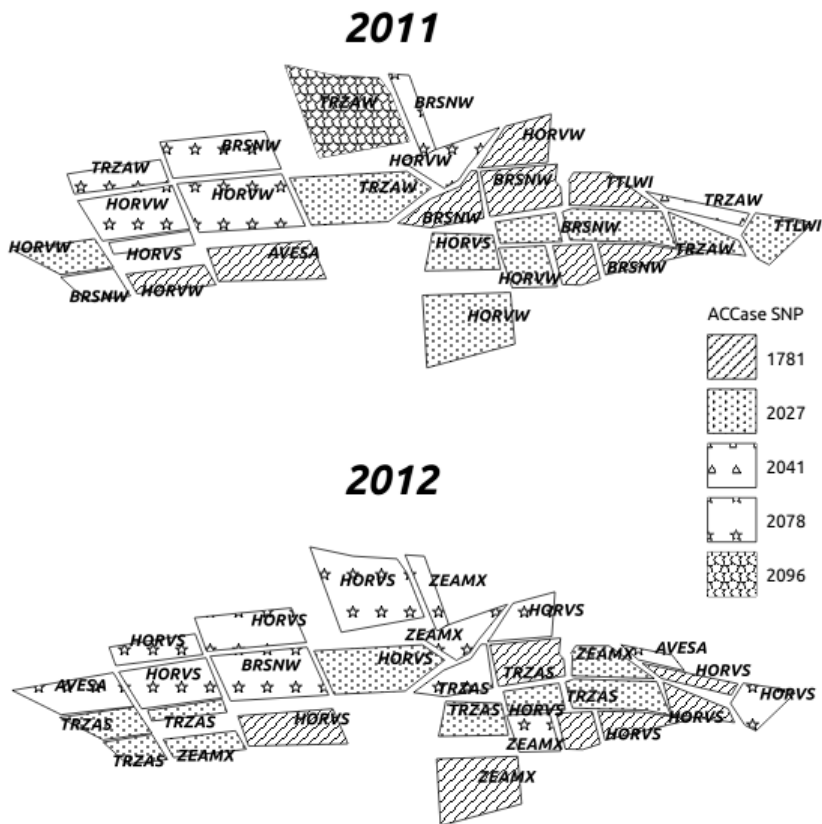 2011
TRZAW
BRSNW
HORVW
BRSNW
HORVW
TRZAW
BRSNW
TTLWI
HORVW
HORVW
TRZAW
TRZAW
BRSNW
BRSNW
TTLWI
HORVW
HORVS
AVESA
HORVS
TRZAW
BRSNW
HORVW
HORVW
BRSNW
HORVW
ACCase SNP
1781
2027
2041
2078
2096
2012
HORVS
ZEAMX
HORVS
HORVS
HORVS
ZEAMX
AVESA
HORVS
BRSNW
HORVS
ZEAMX
HORVS
AVESA
TRZAS
TRZAS
HORVS
TRZAS
TRZAS
TRZAS
HORVS
TRZAS
HORVS
HORVS
TRZAS
ZEAMX
ZEAMX
HORVS
ZEAMX